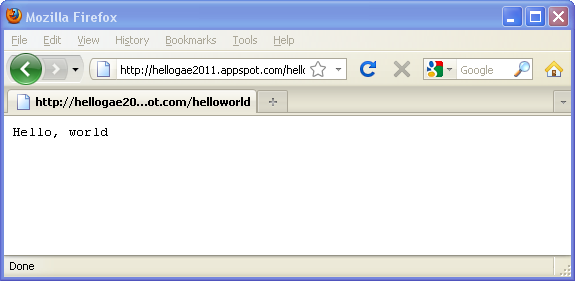 Mozilla Firefox
File Edit View History Bookmarks Tools Help
http://hellogae2011.appspot.com/hello Google
http://hellogae20...ot.com/helloworld
Hello, world
Done